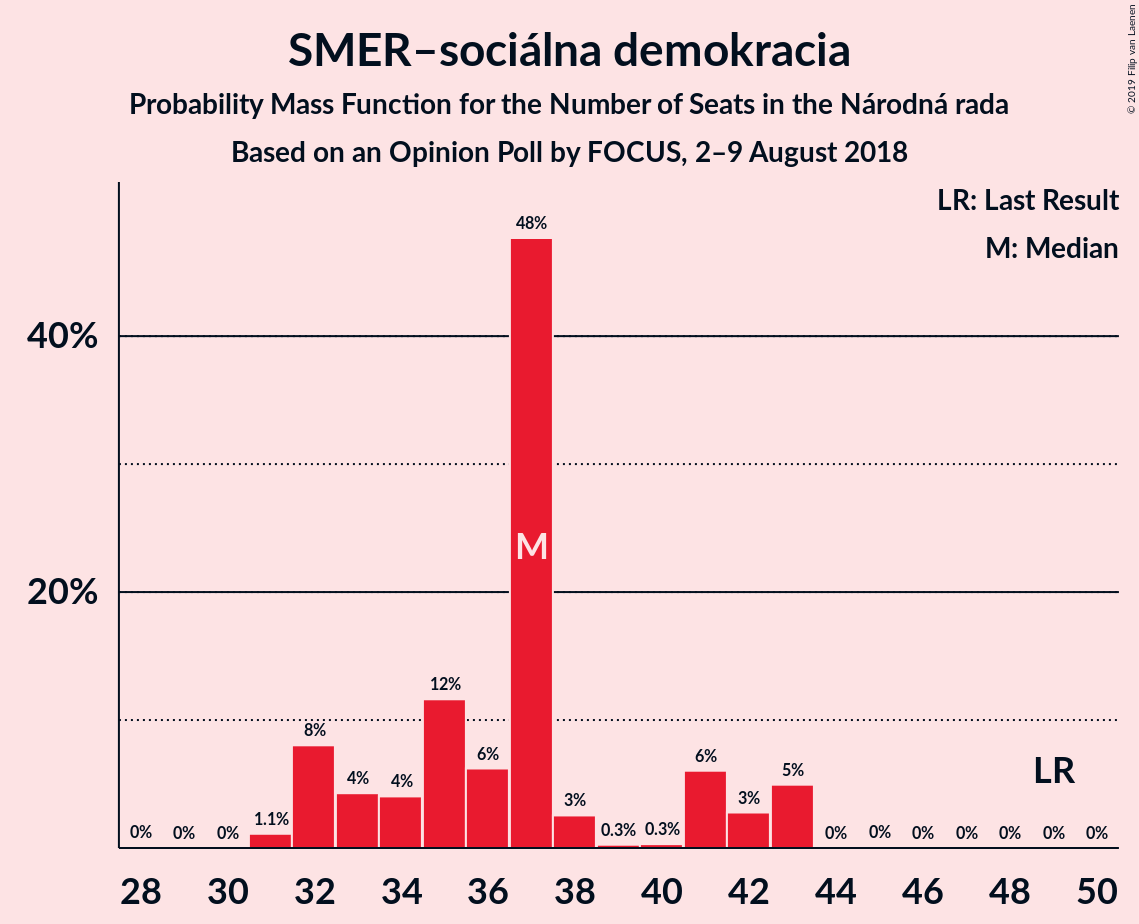 SMER–sociálna demokracia
Probability Mass Function for the Number of Seats in the Národná rada
Based on an Opinion Poll by FOCUS, 2–9 August 2018
© 2019 Filip van Laenen
LR: Last Result
M: Median
40%
20%
0% 0% 0% 1.1% 8% 4% 4% 12% 6% 48% 3% 0.3% 0.3% 6% 3% 5% 0% 0% 0% 0% 0% 0% 0%
M
LR
28 30 32 34 36 38 40 42 44 46 48 50